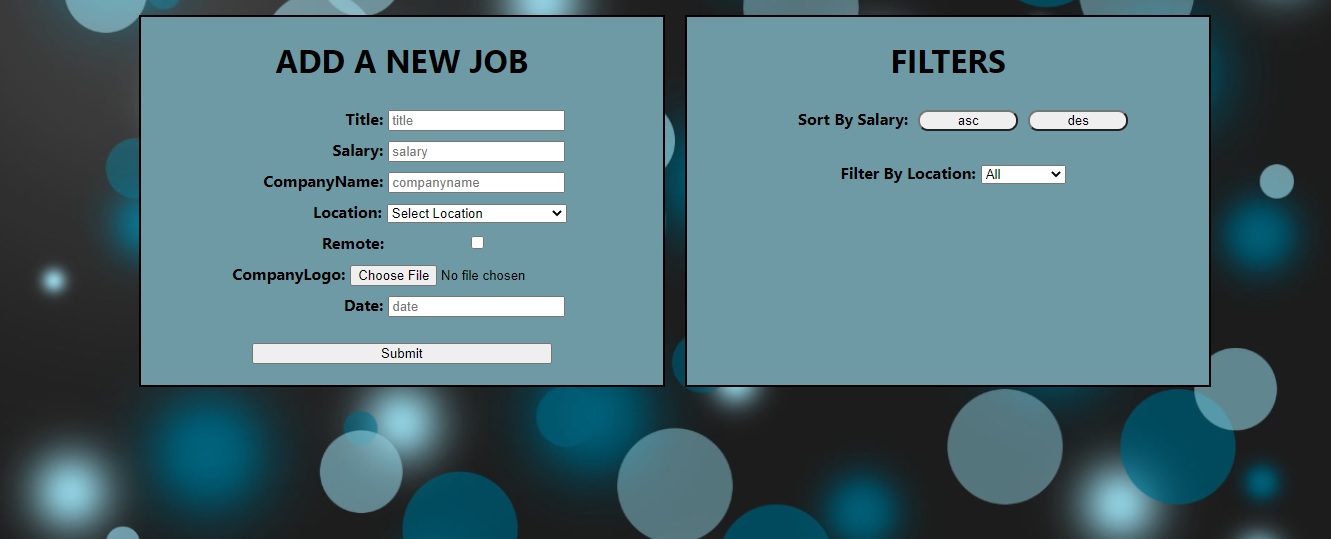 ADD A NEW JOB
Title: title
Salary: salary
CompanyName: companyname
Location: Select Location
Remote:
CompanyLogo: Choose File No file chosen
Date: date
Submit
FILTERS
Sort By Salary: asc des
Filter By Location: All